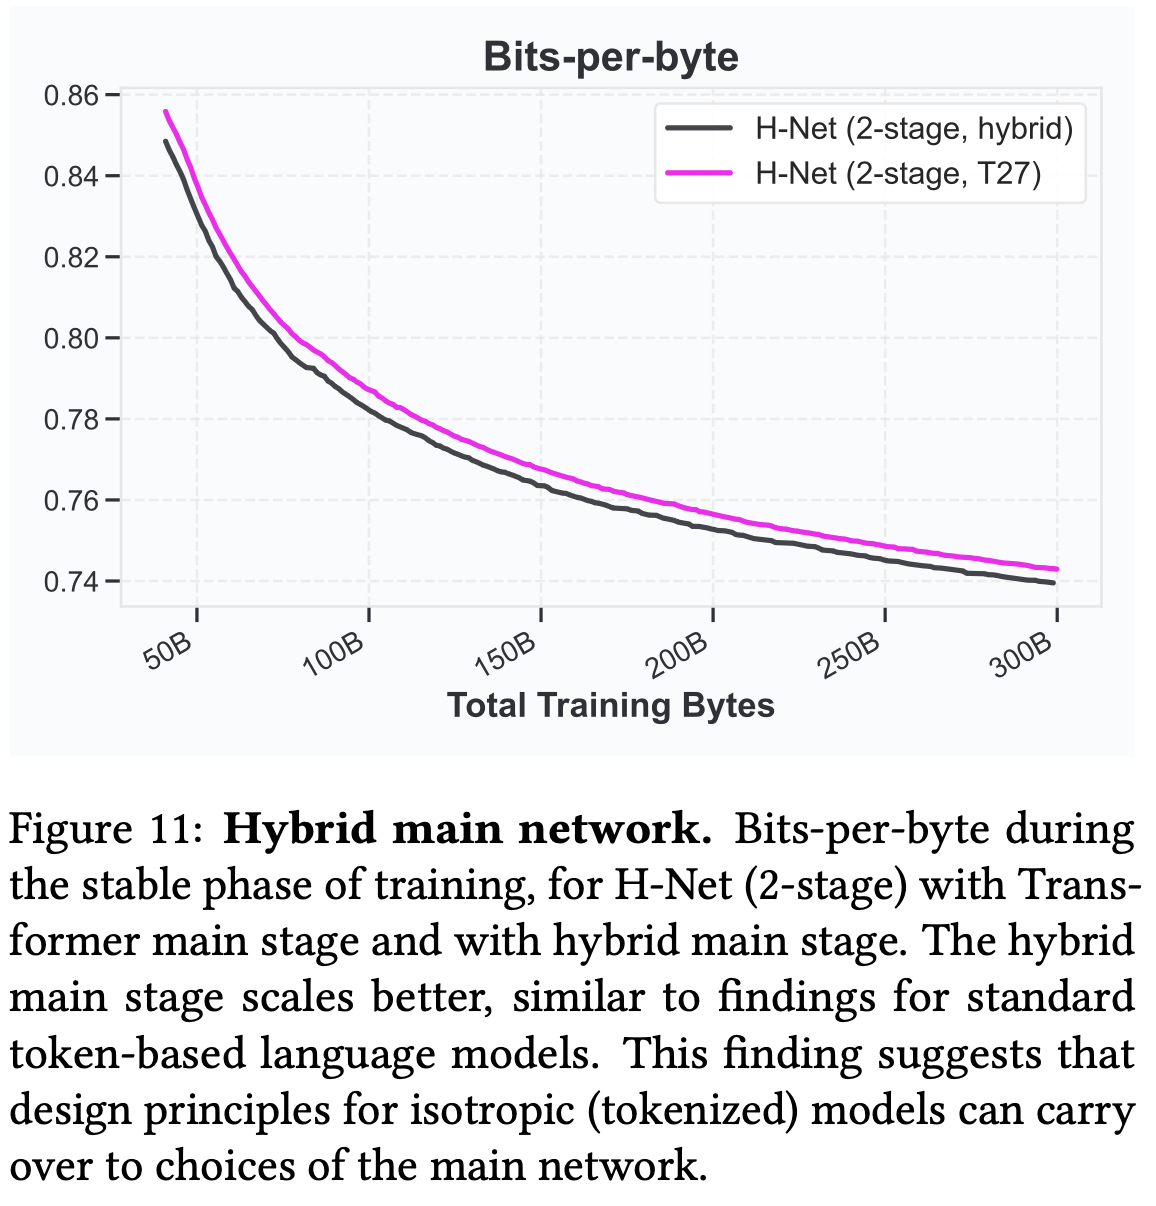 Bits-per-byte
0.86
0.84
0.82
0.80
0.78
0.76
0.74
H-Net (2-stage, hybrid)
H-Net (2-stage, T27)
50B
100B
150B
200B
250B
300B
Total Training Bytes
Figure 11: Hybrid main network. Bits-per-byte during
the stable phase of training, for H-Net (2-stage) with Trans-
former main stage and with hybrid main stage. The hybrid
main stage scales better, similar to findings for standard
token-based language models. This finding suggests that
design principles for isotropic (tokenized) models can carry
over to choices of the main network.